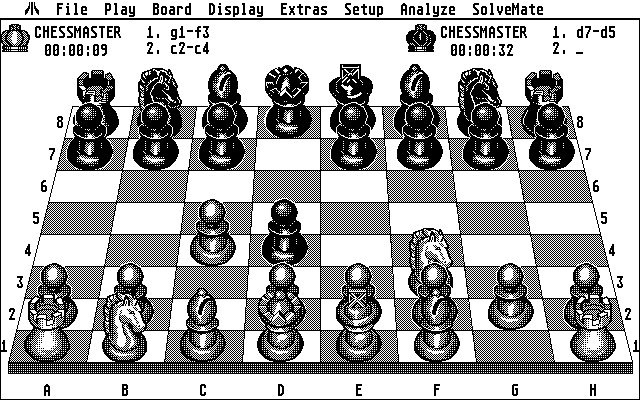 File Play Board Display Extras Setup Analyze SolveMate
CHESSMASTER 1. g1-f3 CHESSMASTER 1. d7-d5
00:00:09 2. c2-c4 00:00:32 2. _
8 8
7 7
6 6
5 5
4 4
3 3
2 2
1 1
A B C D E F G H